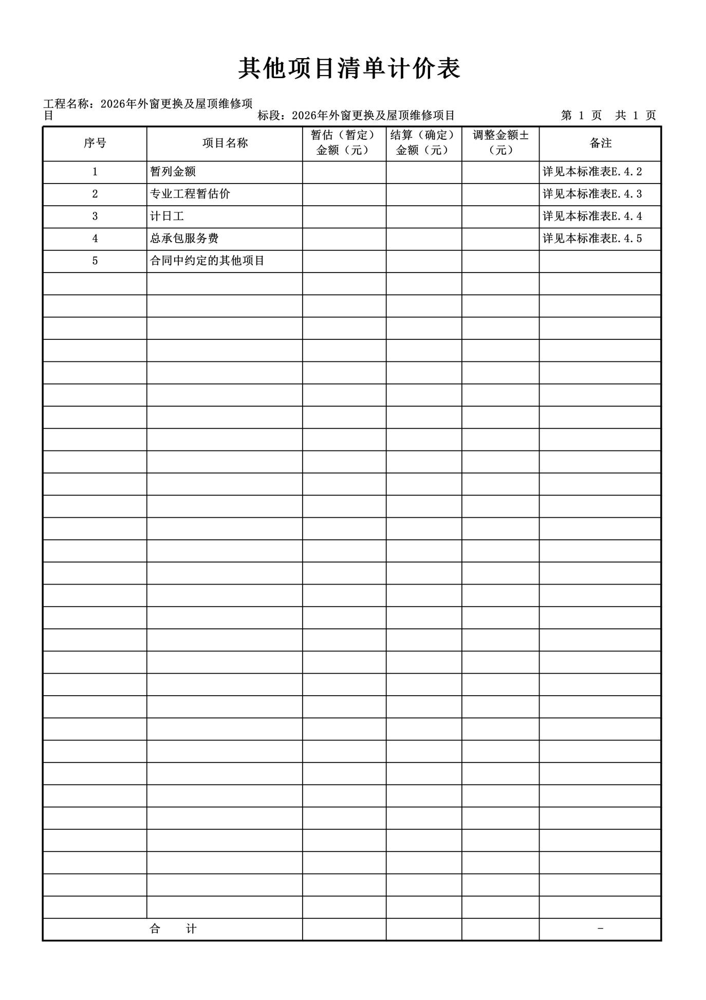 其他项目清单计价表
工程名称：2026年外窗更换及屋顶维修项
目
标段：2026年外窗更换及屋顶维修项目
第 1 页 共 1 页
序号
项目名称
暂估（暂定）
金额（元）
结算（确定）
金额（元）
调整金额±
（元）
备注
1 暂列金额 详见本标准表E.4.2
2 专业工程暂估价 详见本标准表E.4.3
3 计日工 详见本标准表E.4.4
4 总承包服务费 详见本标准表E.4.5
5 合同中约定的其他项目
合 计 -